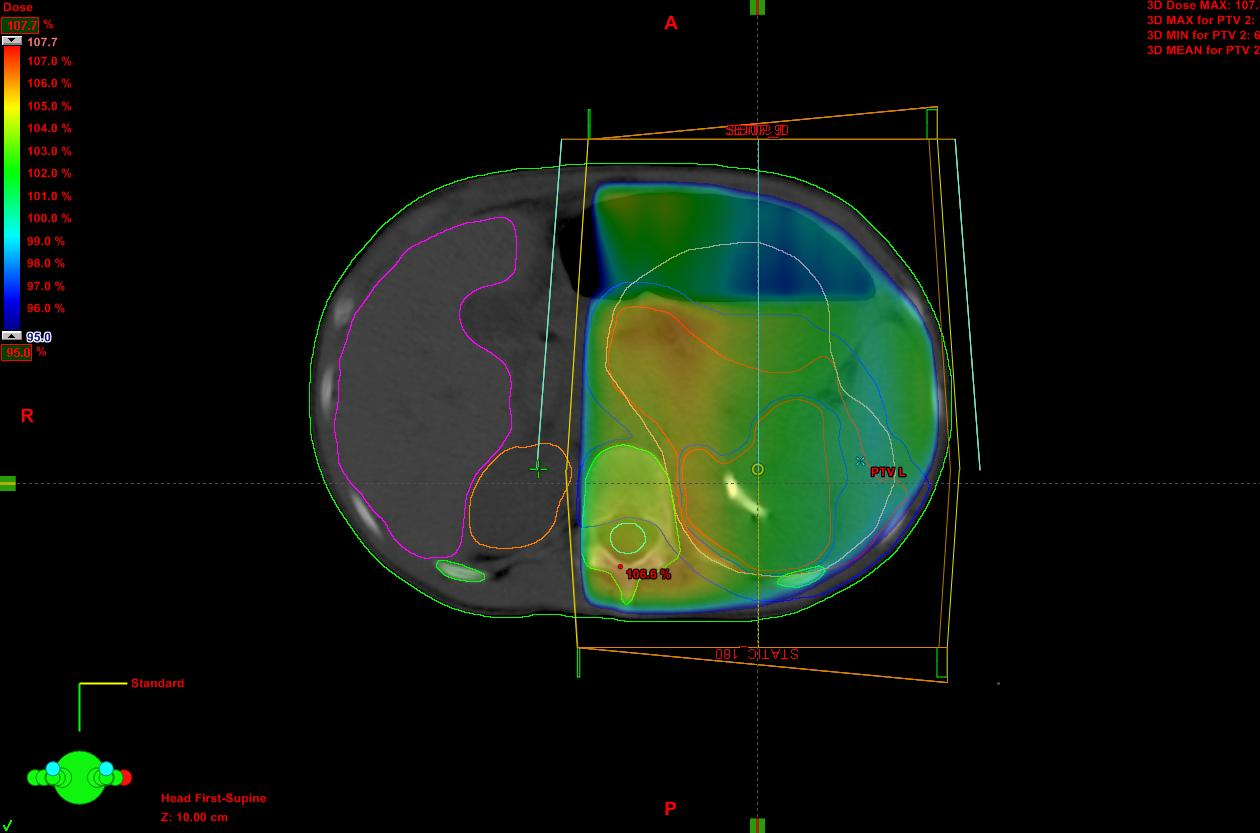 Dose
107.7 %
107.7
107.0 %
106.0 %
105.0 %
104.0 %
103.0 %
102.0 %
101.0 %
100.0 %
99.0 %
98.0 %
97.0 %
96.0 %
95.0
95.0 %
A
3D Dose MAX: 107.
3D MAX for PTV 2:
3D MIN for PTV 2: 6
3D MEAN for PTV 2
R
PTV L
106.6 %
STATIC_180
Standard
Head First-Supine
Z: 10.00 cm
P